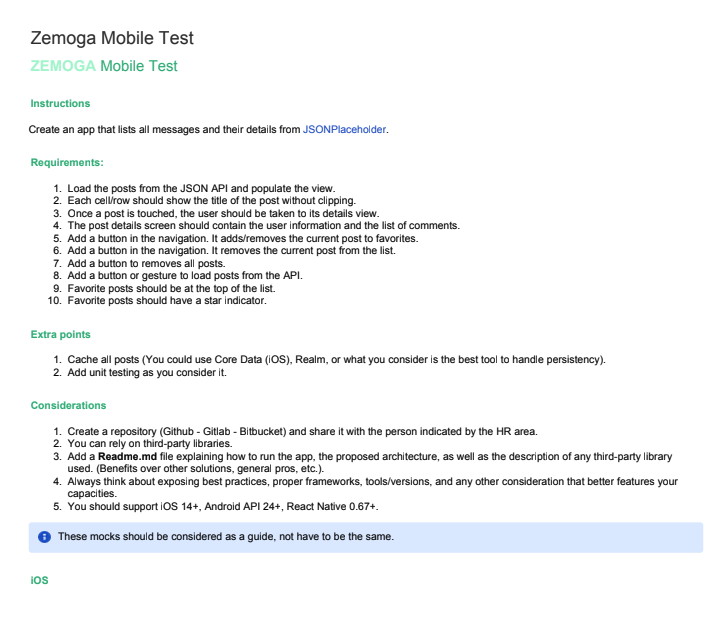 Zemoga Mobile Test
ZEMOGA Mobile Test
Instructions
Create an app that lists all messages and their details from JSONPlaceholder.
Requirements:
1. Load the posts from the JSON API and populate the view.
2. Each cell/row should show the title of the post without clipping.
3. Once a post is touched, the user should be taken to its details view.
4. The post details screen should contain the user information and the list of comments.
5. Add a button in the navigation. It adds/removes the current post to favorites.
6. Add a button in the navigation. It removes the current post from the list.
7. Add a button to removes all posts.
8. Add a button or gesture to load posts from the API.
9. Favorite posts should be at the top of the list.
10. Favorite posts should have a star indicator.
Extra points
1. Cache all posts (You could use Core Data (iOS), Realm, or what you consider is the best tool to handle persistency).
2. Add unit testing as you consider it.
Considerations
1. Create a repository (Github - Gitlab - Bitbucket) and share it with the person indicated by the HR area.
2. You can rely on third-party libraries.
3. Add a Readme.md file explaining how to run the app, the proposed architecture, as well as the description of any third-party library
used. (Benefits over other solutions, general pros, etc.).
4. Always think about exposing best practices, proper frameworks, tools/versions, and any other consideration that better features your
capacities.
5. You should support iOS 14+, Android API 24+, React Native 0.67+.
These mocks should be considered as a guide, not have to be the same.
iOS